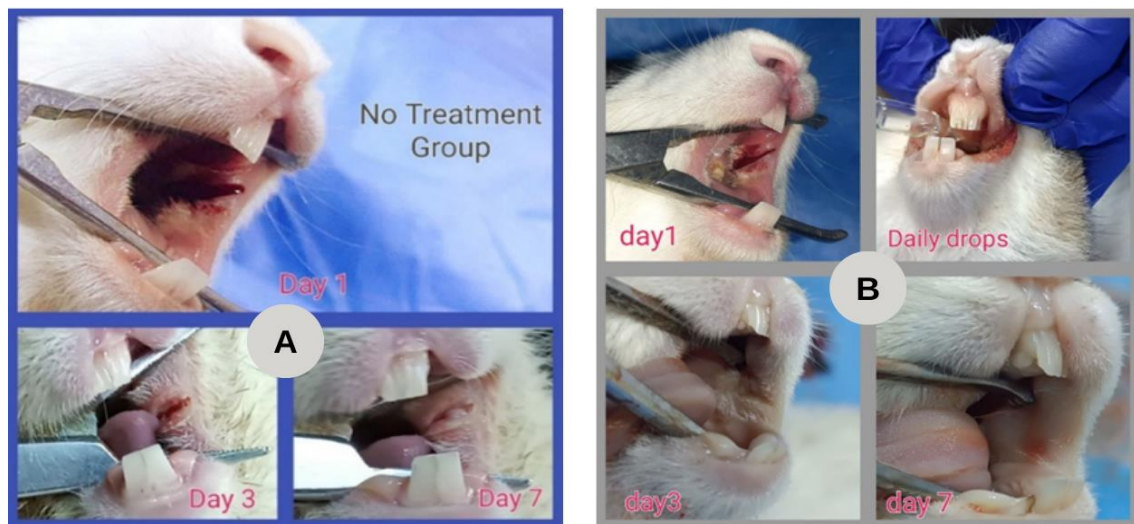 No Treatment
Group
Day 1
A
Day 3
Day 7
day1
Daily drops
B
day3
day 7